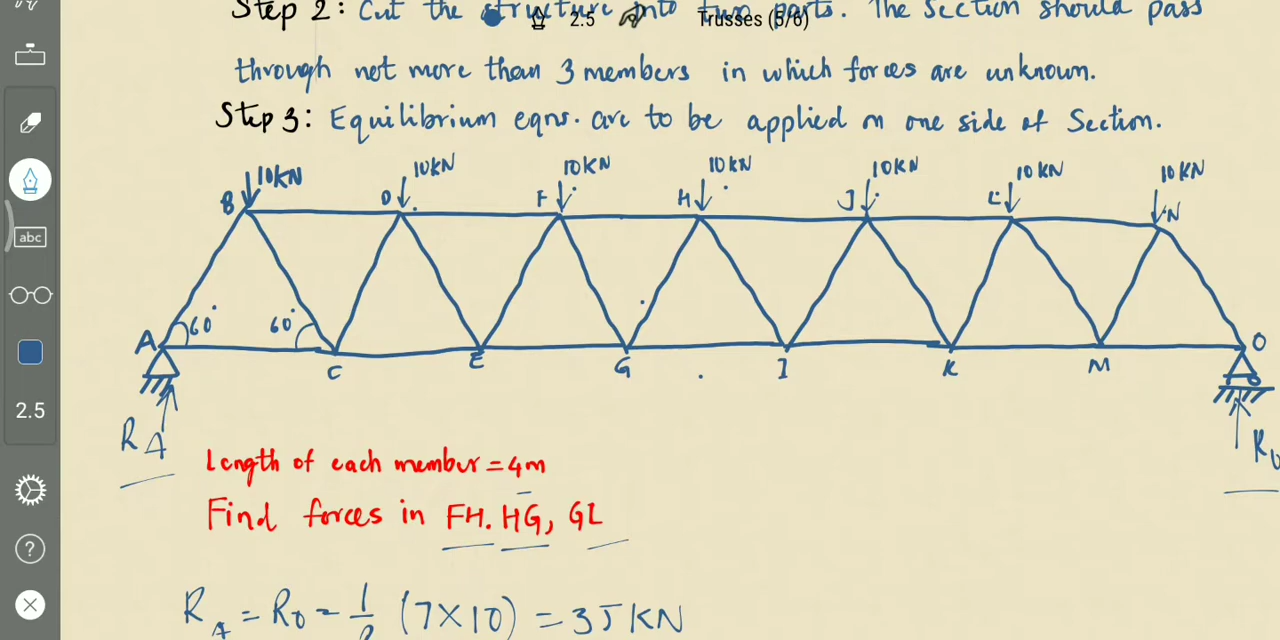 Step 2: Cut the structure into two parts. The Section should pass
2.5 Trusses (5/6)
through not more than 3 members in which forces are unknown.
Step 3: Equilibrium eqns. are to be applied on one side of Section.
abc
2.5
10KN 10KN 10KN 10KN 10KN 10KN 10KN
B D F H J L N
60° 60°
A C E G I K M O
RA
Length of each member = 4m
Find forces in FH. HG, GI
RA = RO = 1/2 (7×10) = 35KN